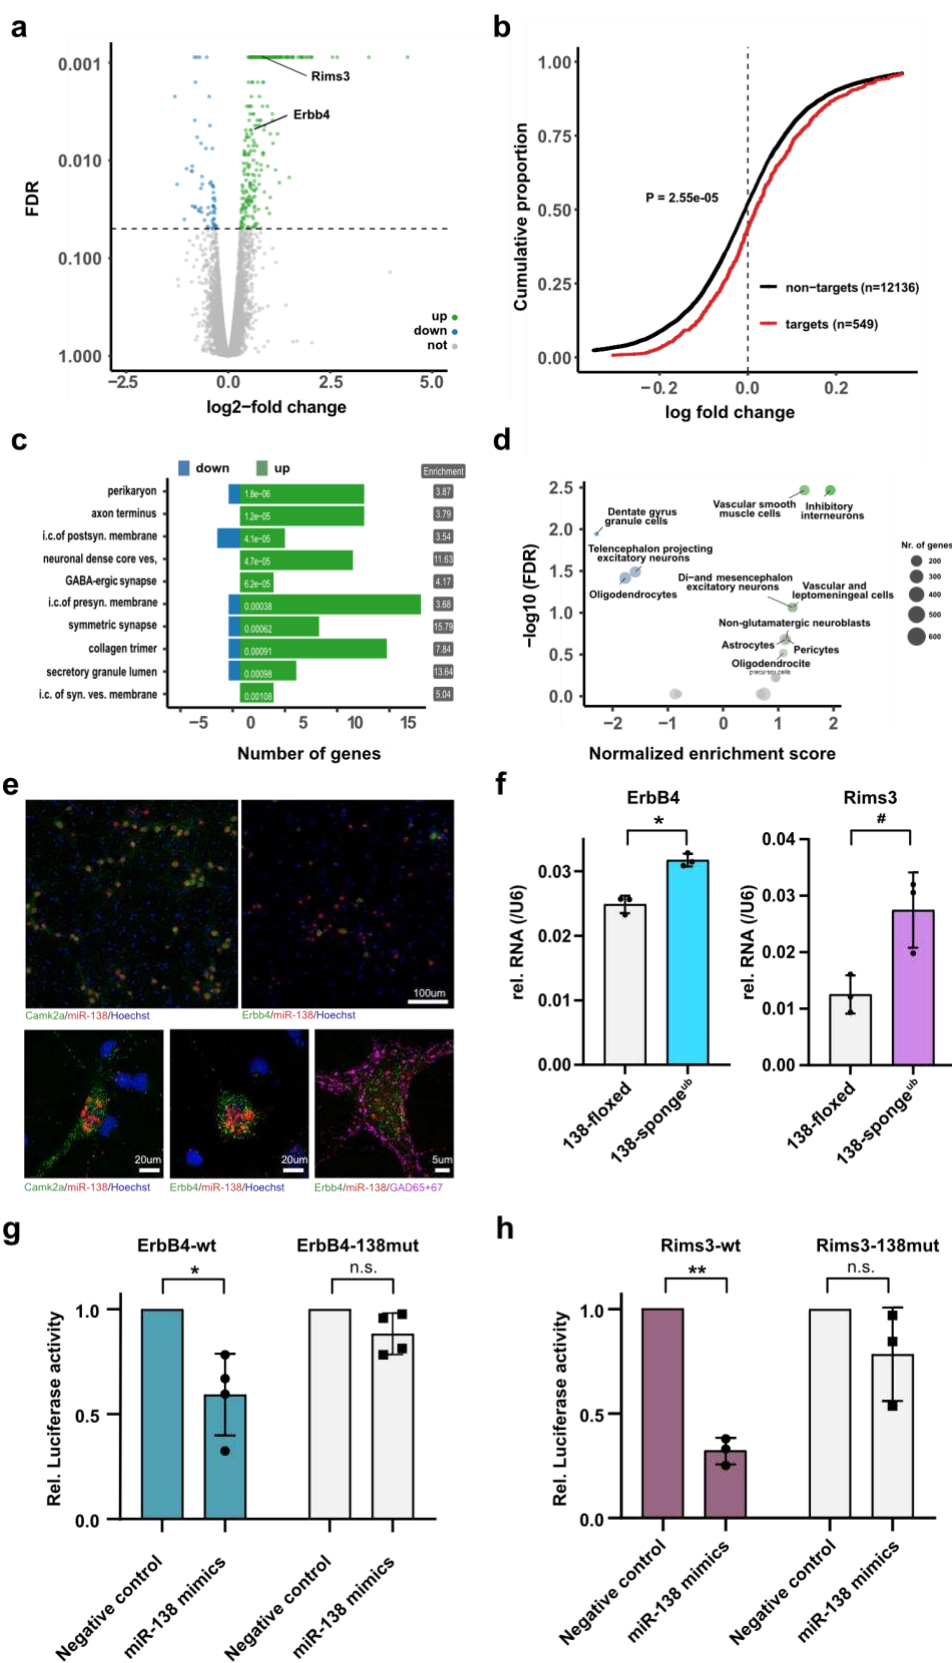 a
0.001
0.010
0.100
1.000
FDR
Rims3
Erbb4
up
down
not
−2.5
0.0
2.5
5.0
log2−fold change
b
1.00
0.75
0.50
0.25
0.00
Cumulative proportion
P = 2.55e-05
non−targets (n=12136)
targets (n=549)
−0.2
0.0
0.2
log fold change
c
down
up
Enrichment
perikaryon
1.8e-06
3.87
axon terminus
1.2e-05
3.79
i.c.of postsyn. membrane
4.1e-05
3.54
neuronal dense core ves,
4.7e-05
11.63
GABA-ergic synapse
6.2e-05
4.17
i.c.of presyn. membrane
0.00038
3.68
symmetric synapse
0.00062
15.79
collagen trimer
0.00091
7.84
secretory granule lumen
0.00098
13.64
i.c. of syn. ves. membrane
0.00108
5.04
−5
0
5
10
15
Number of genes
d
2.5
2.0
1.5
1.0
0.5
0.0
−log10 (FDR)
Vascular smooth
muscle cells
Inhibitory
interneurons
Dentate gyrus
granule cells
Telencephalon projecting
excitatory neurons
Oligodendrocytes
Di−and mesencephalon
excitatory neurons
Vascular and
leptomeningeal cells
Non-glutamatergic neuroblasts
Astrocytes
Pericytes
Oligodendrocite
precursor cells
Nr. of genes
200
300
400
500
600
−2
−1
0
1
2
Normalized enrichment score
e
100um
Camk2a/miR-138/Hoechst
Erbb4/miR-138/Hoechst
20um
20um
5um
Camk2a/miR-138/Hoechst
Erbb4/miR-138/Hoechst
Erbb4/miR-138/GAD65+67
f
ErbB4
*
0.03
0.02
0.01
0.00
rel. RNA (/U6)
138-floxed
138-spongeᵘᵇ
Rims3
#
0.04
0.03
0.02
0.01
0.00
rel. RNA (/U6)
138-floxed
138-spongeᵘᵇ
g
ErbB4-wt
ErbB4-138mut
*
n.s.
1.0
0.5
0.0
Rel. Luciferase activity
Negative control
miR-138 mimics
Negative control
miR-138 mimics
h
Rims3-wt
Rims3-138mut
**
n.s.
1.0
0.5
0.0
Rel. Luciferase activity
Negative control
miR-138 mimics
Negative control
miR-138 mimics